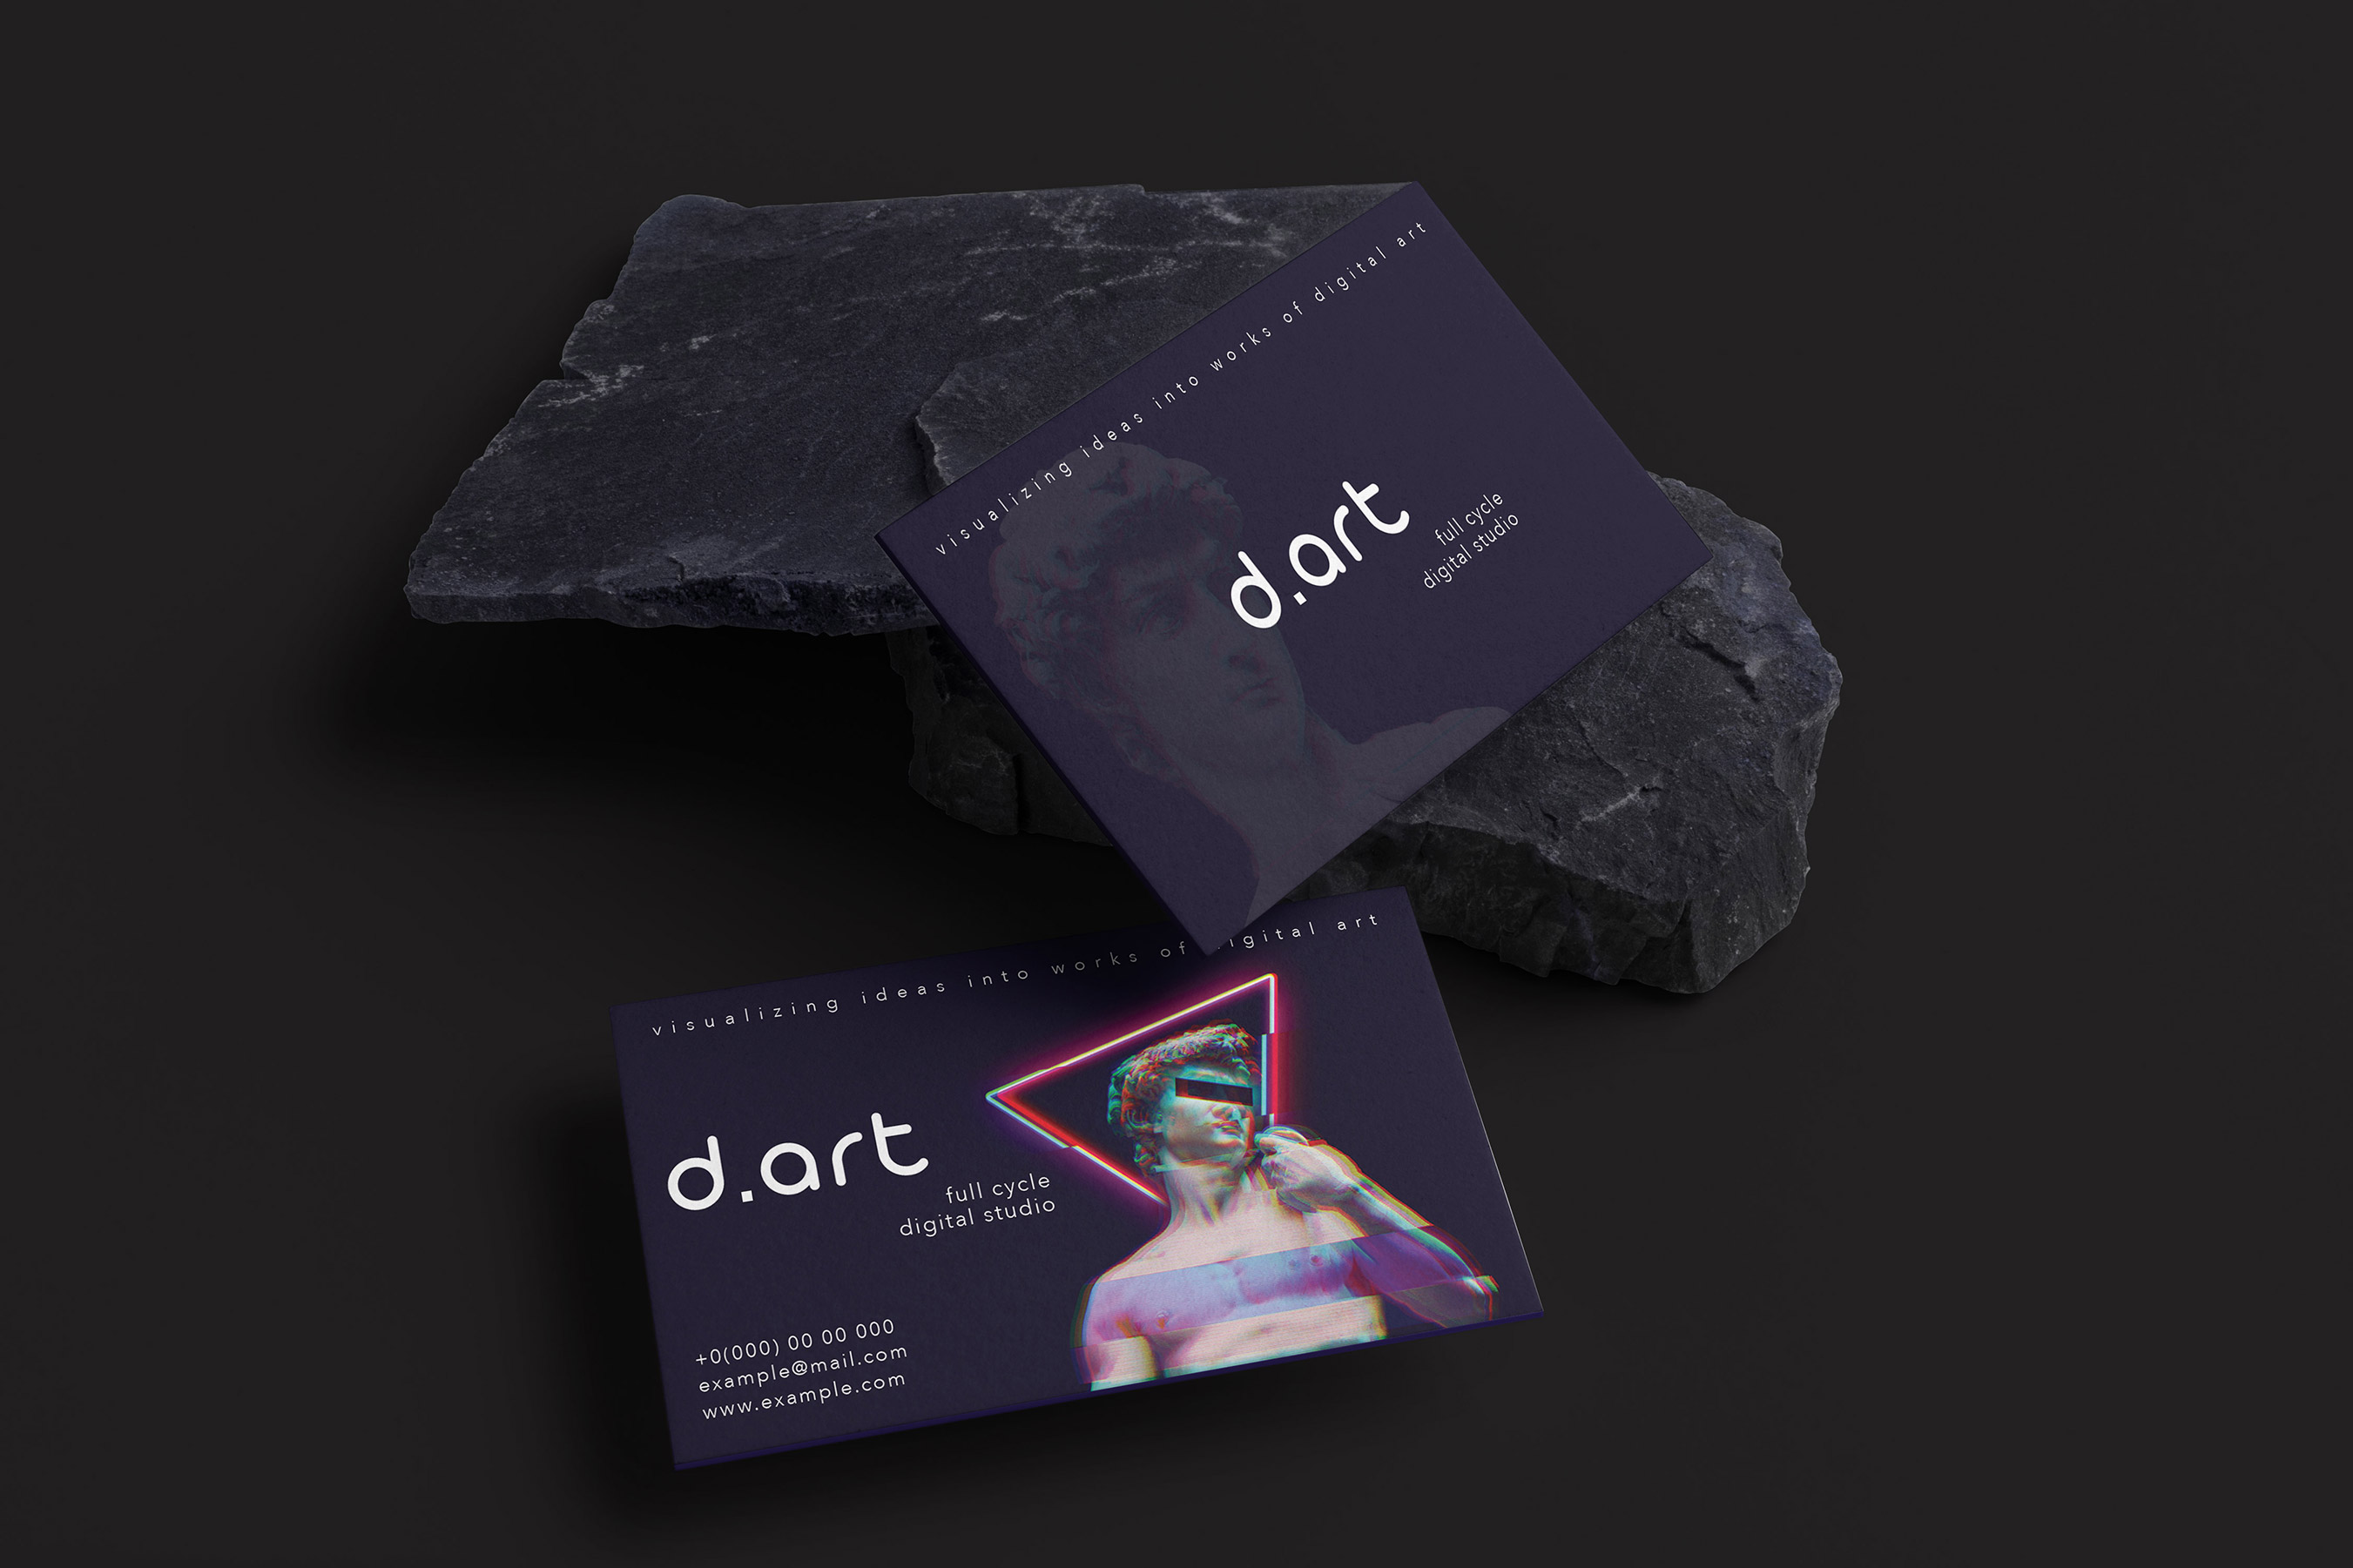 visualizing ideas into works of digital art
d.art
full cycle
digital studio
visualizing ideas into works of digital art
d.art
full cycle
digital studio
+0(000) 00 00 000
example@mail.com
www.example.com